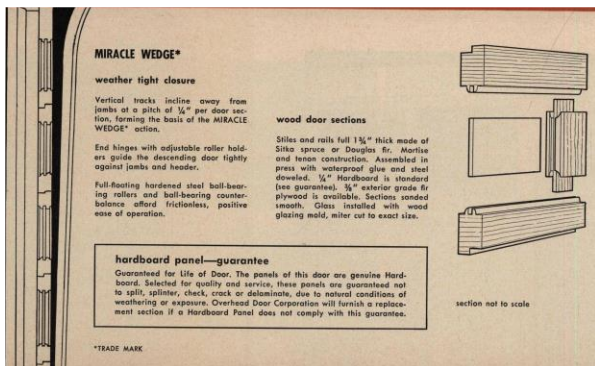 MIRACLE WEDGE*
weather tight closure
Vertical tracks incline away from
jambs at a pitch of ¼" per door sec-
tion, forming the basis of the MIRACLE
WEDGE* action.
End hinges with adjustable roller hold-
ers guide the descending door tightly
against jambs and header.
Full-floating hardened steel ball-bear-
ing rollers and ball-bearing counter-
balance afford frictionless, positive
ease of operation.
wood door sections
Stiles and rails full 1¾" thick made of
Sitka spruce or Douglas fir. Mortise
and tenon construction. Assembled in
press with waterproof glue and steel
doweled. ¼" Hardboard is standard
(see guarantee). ⅜" exterior grade fir
plywood is available. Sections sanded
smooth. Glass installed with wood
glazing mold, miter cut to exact size.
hardboard panel—guarantee
Guaranteed for Life of Door. The panels of this door are genuine Hard-
board. Selected for quality and service, these panels are guaranteed not
to split, splinter, check, crack or delaminate, due to natural conditions of
weathering or exposure. Overhead Door Corporation will furnish a replace-
ment section if a Hardboard Panel does not comply with this guarantee.
section not to scale
*TRADE MARK